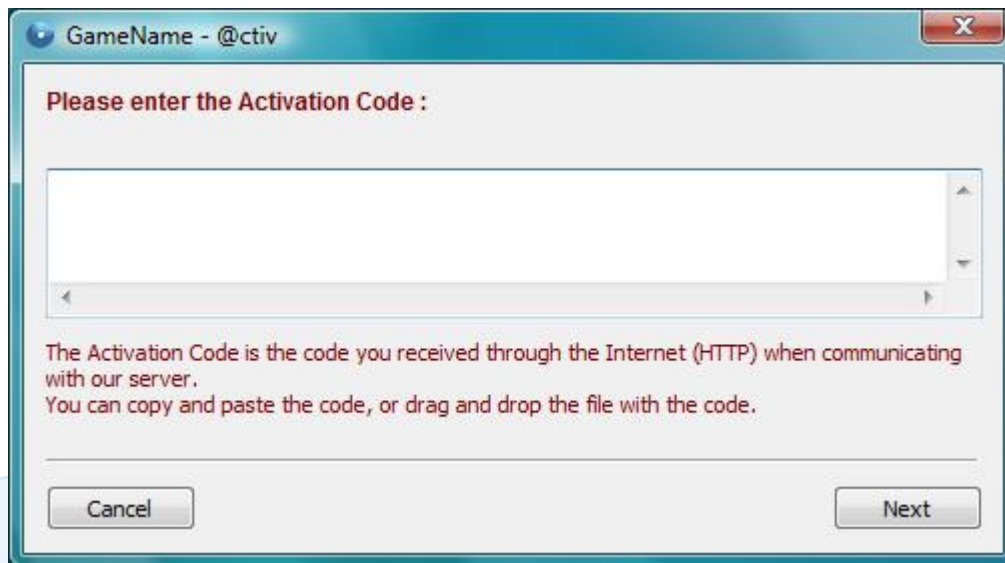 GameName - @ctiv
Please enter the Activation Code :
The Activation Code is the code you received through the Internet (HTTP) when communicating
with our server.
You can copy and paste the code, or drag and drop the file with the code.
Cancel
Next